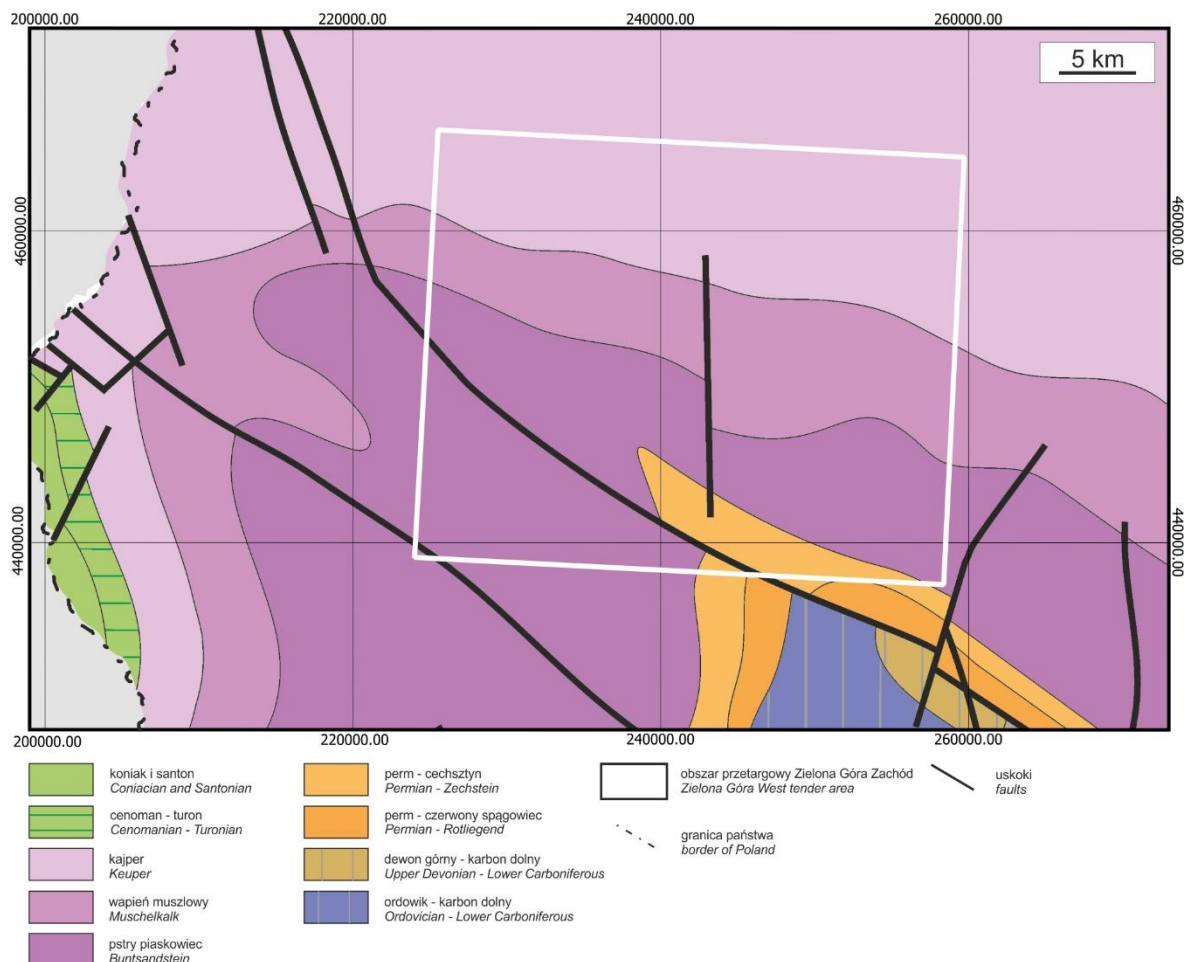 200000.00 220000.00 240000.00 260000.00
5 km
460000.00 460000.00
440000.00 440000.00
200000.00 220000.00 240000.00 260000.00
koniak i santon
Coniacian and Santonian
cenoman - turon
Cenomanian - Turonian
kajper
Keuper
wapień muszlowy
Muschelkalk
pstry piaskowiec
Buntsandstein
perm - cechsztyn
Permian - Zechstein
perm - czerwony spągowiec
Permian - Rotliegend
dewon górny - karbon dolny
Upper Devonian - Lower Carboniferous
ordowik - karbon dolny
Ordovician - Lower Carboniferous
obszar przetargowy Zielona Góra Zachód
Zielona Góra West tender area
granica państwa
border of Poland
uskoki
faults